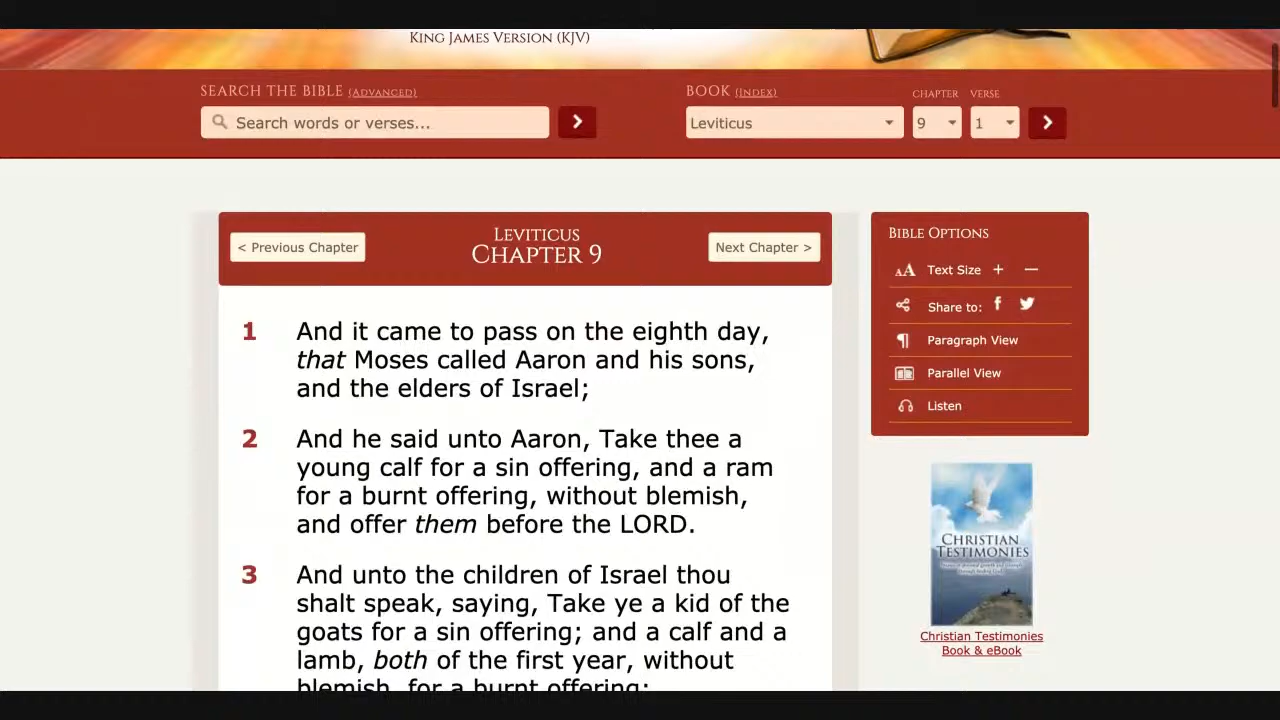 King James Version (KJV)
Search the Bible (Advanced)
Book (Index)
Chapter
Verse
Search words or verses...
Leviticus
9
1
< Previous Chapter
Leviticus
Chapter 9
Next Chapter >
1 And it came to pass on the eighth day,
that Moses called Aaron and his sons,
and the elders of Israel;
2 And he said unto Aaron, Take thee a
young calf for a sin offering, and a ram
for a burnt offering, without blemish,
and offer them before the LORD.
3 And unto the children of Israel thou
shalt speak, saying, Take ye a kid of the
goats for a sin offering; and a calf and a
lamb, both of the first year, without
blemish, for a burnt offering;
Bible Options
AA Text Size + —
Share to:
Paragraph View
Parallel View
Listen
Christian
Testimonies
Christian Testimonies
Book & eBook